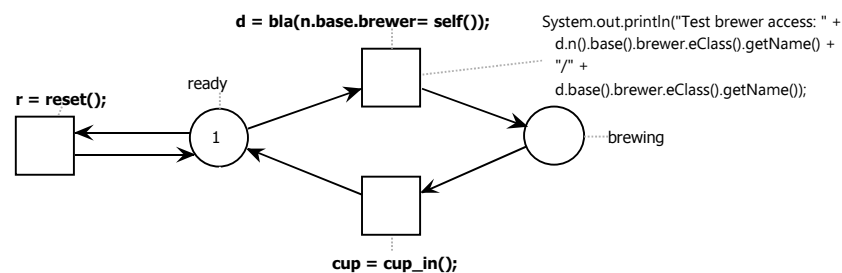 d = bla(n.base.brewer= self());
System.out.println("Test brewer access: " +
d.n().base().brewer.eClass().getName() +
"/" +
d.base().brewer.eClass().getName());
ready
r = reset();
1
brewing
cup = cup_in();